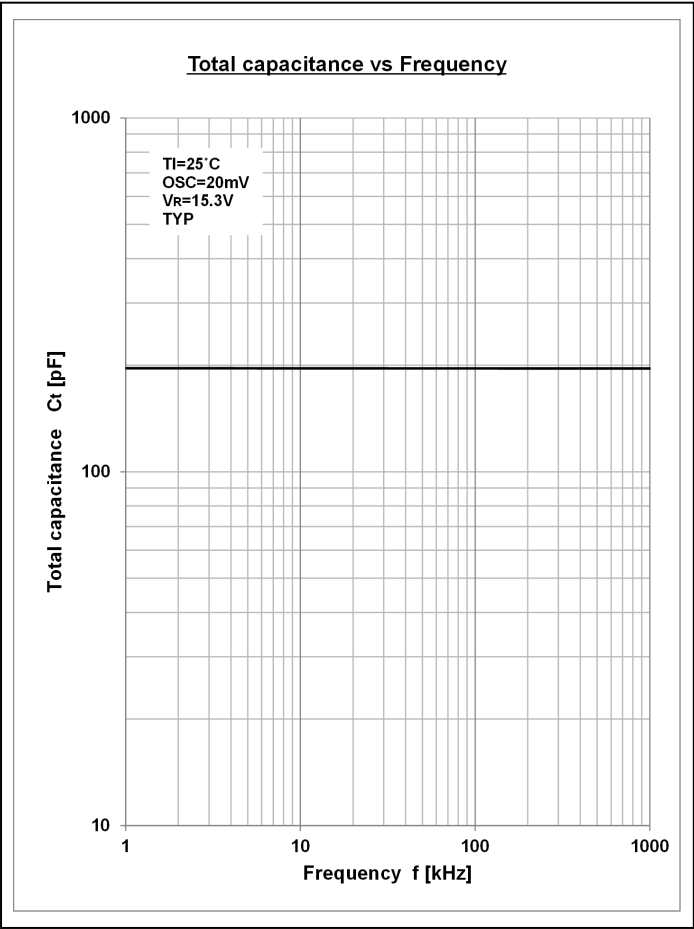 Total capacitance vs Frequency
1000
Tl=25˚C
OSC=20mV
VR=15.3V
TYP
Total capacitance Ct [pF]
100
10
1 10 100 1000
Frequency f [kHz]